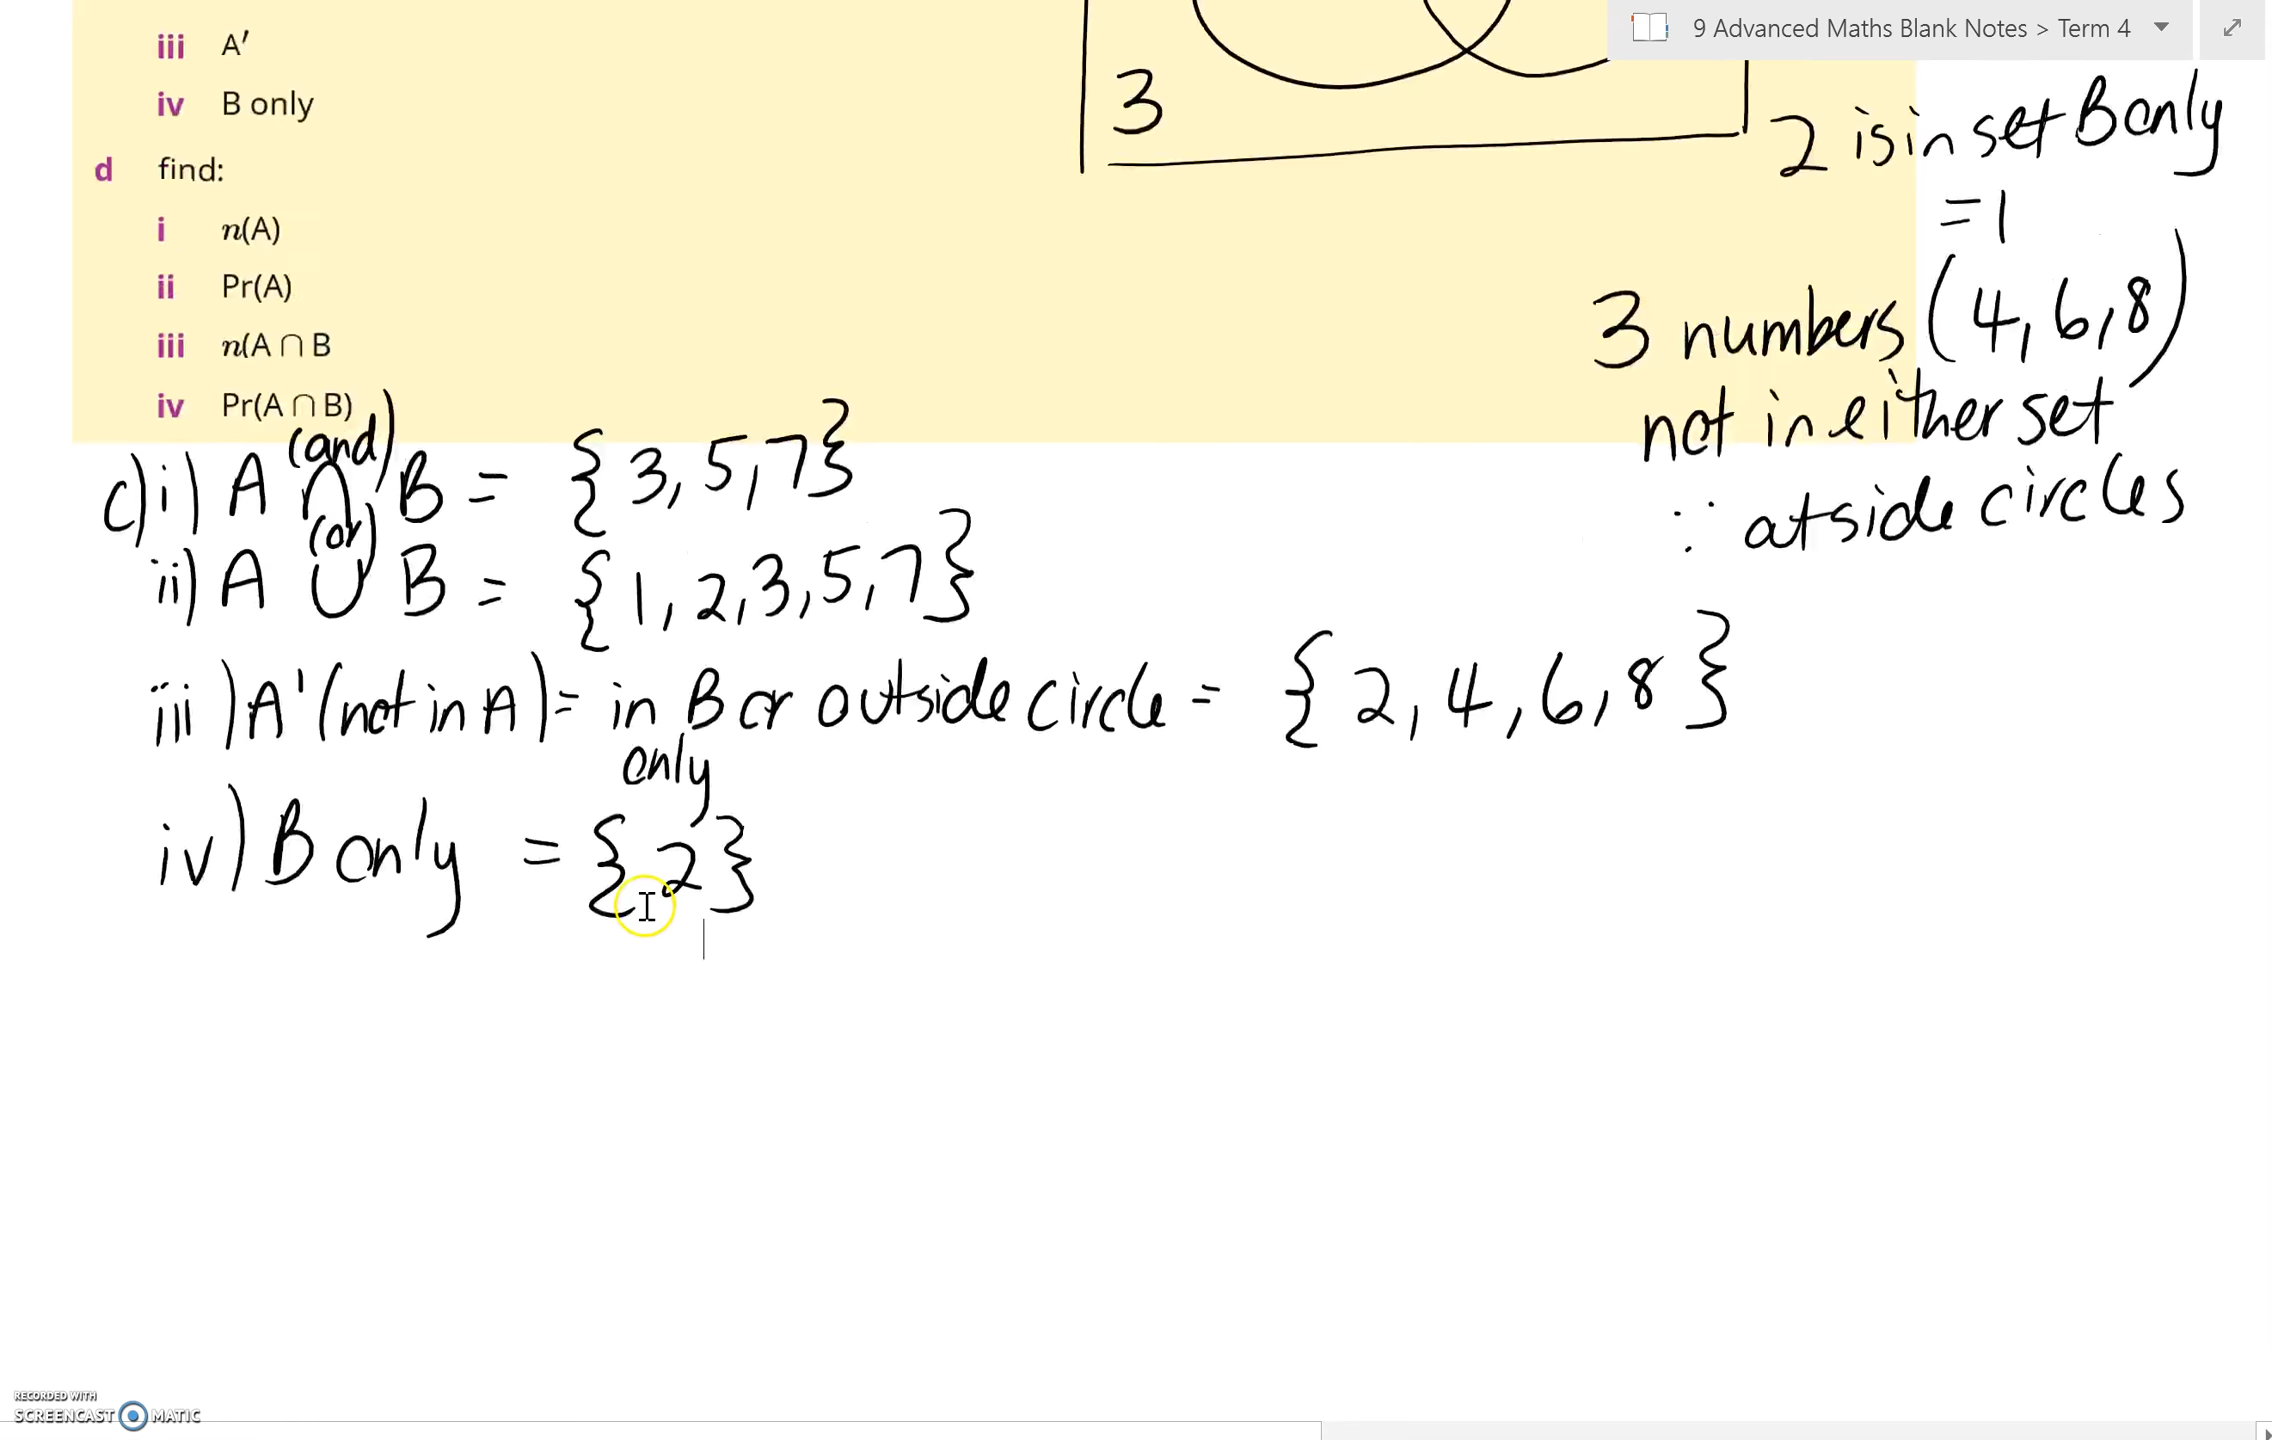 9 Advanced Maths Blank Notes > Term 4
iii A′
iv B only
3
2 is in set B only
= 1
d find:
i n(A)
ii Pr(A)
iii n(A ∩ B
iv Pr(A ∩ B)
3 numbers (4, 6, 8)
not in either set
∵ outside circles
(and)
c) i) A ∩ B = {3, 5, 7}
(or)
ii) A ∪ B = {1, 2, 3, 5, 7}
iii) A' (not in A) = in B or outside circle = {2, 4, 6, 8}
only
iv) B only = {2}
RECORDED WITH
SCREENCAST MATIC